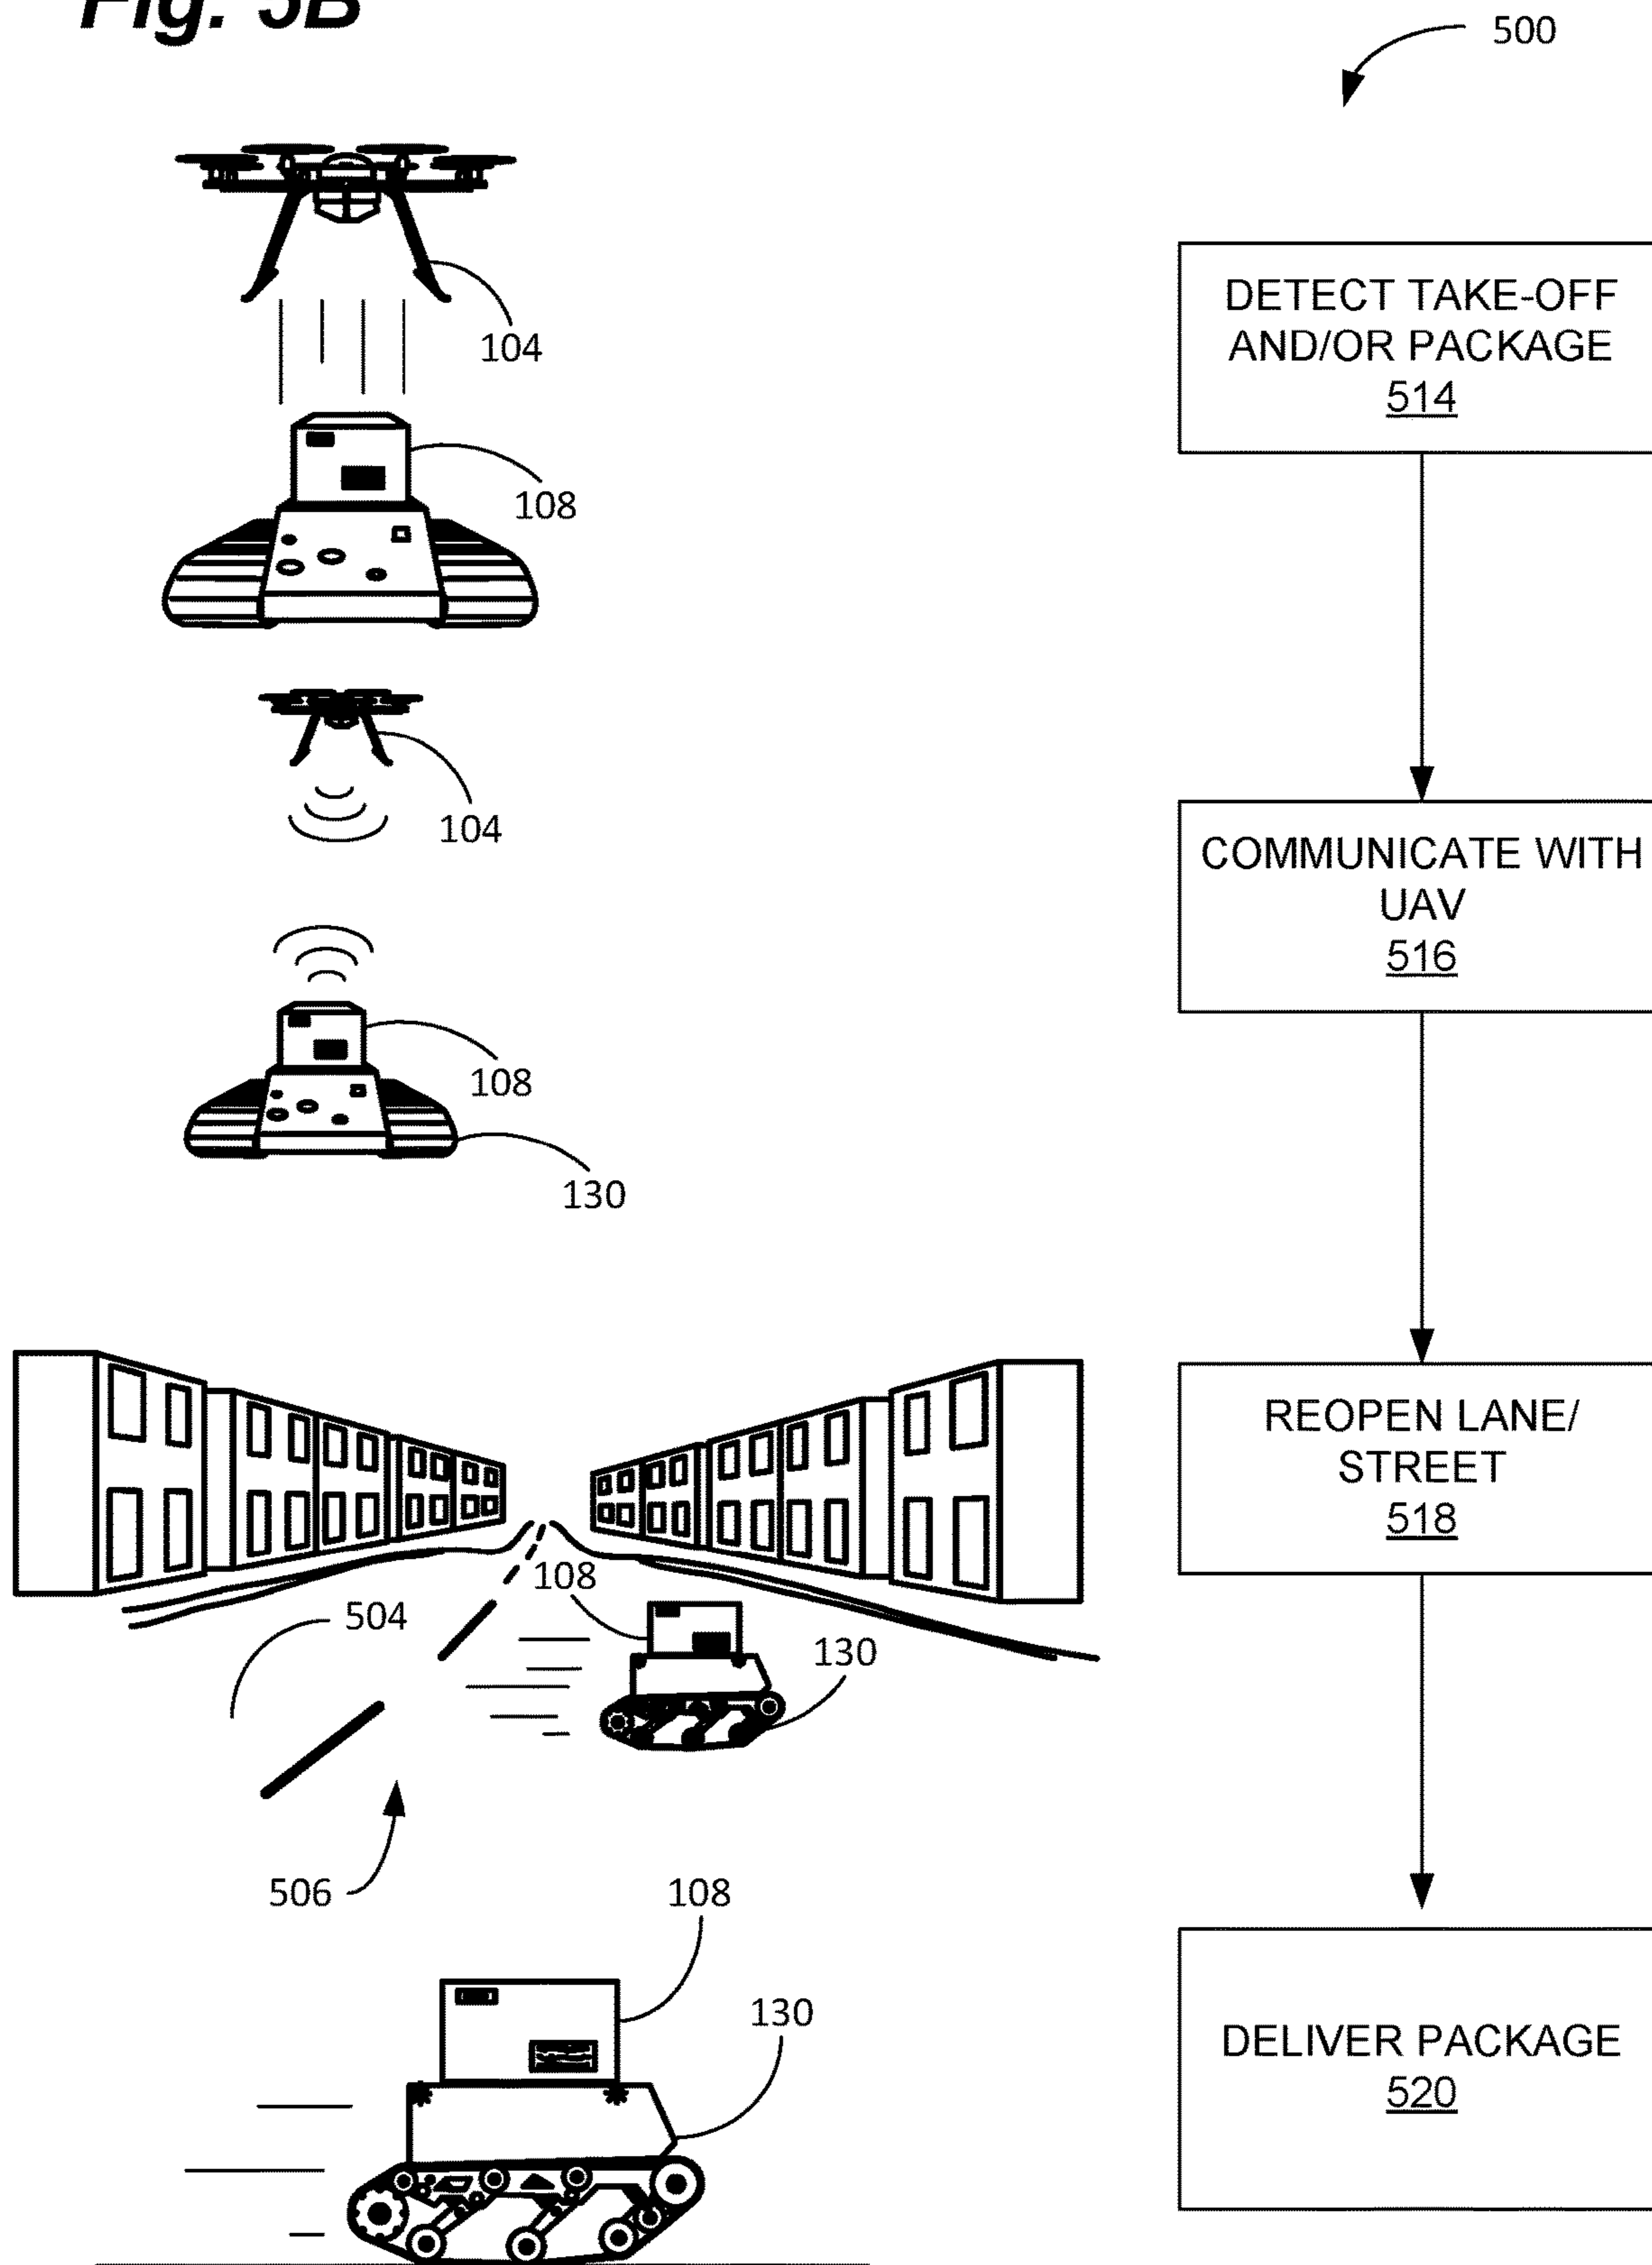 Fig. 5B
500
104
DETECT TAKE-OFF
AND/OR PACKAGE
514
108
104
COMMUNICATE WITH
UAV
516
108
130
REOPEN LANE/
STREET
518
108
504
130
506
108
130
DELIVER PACKAGE
520